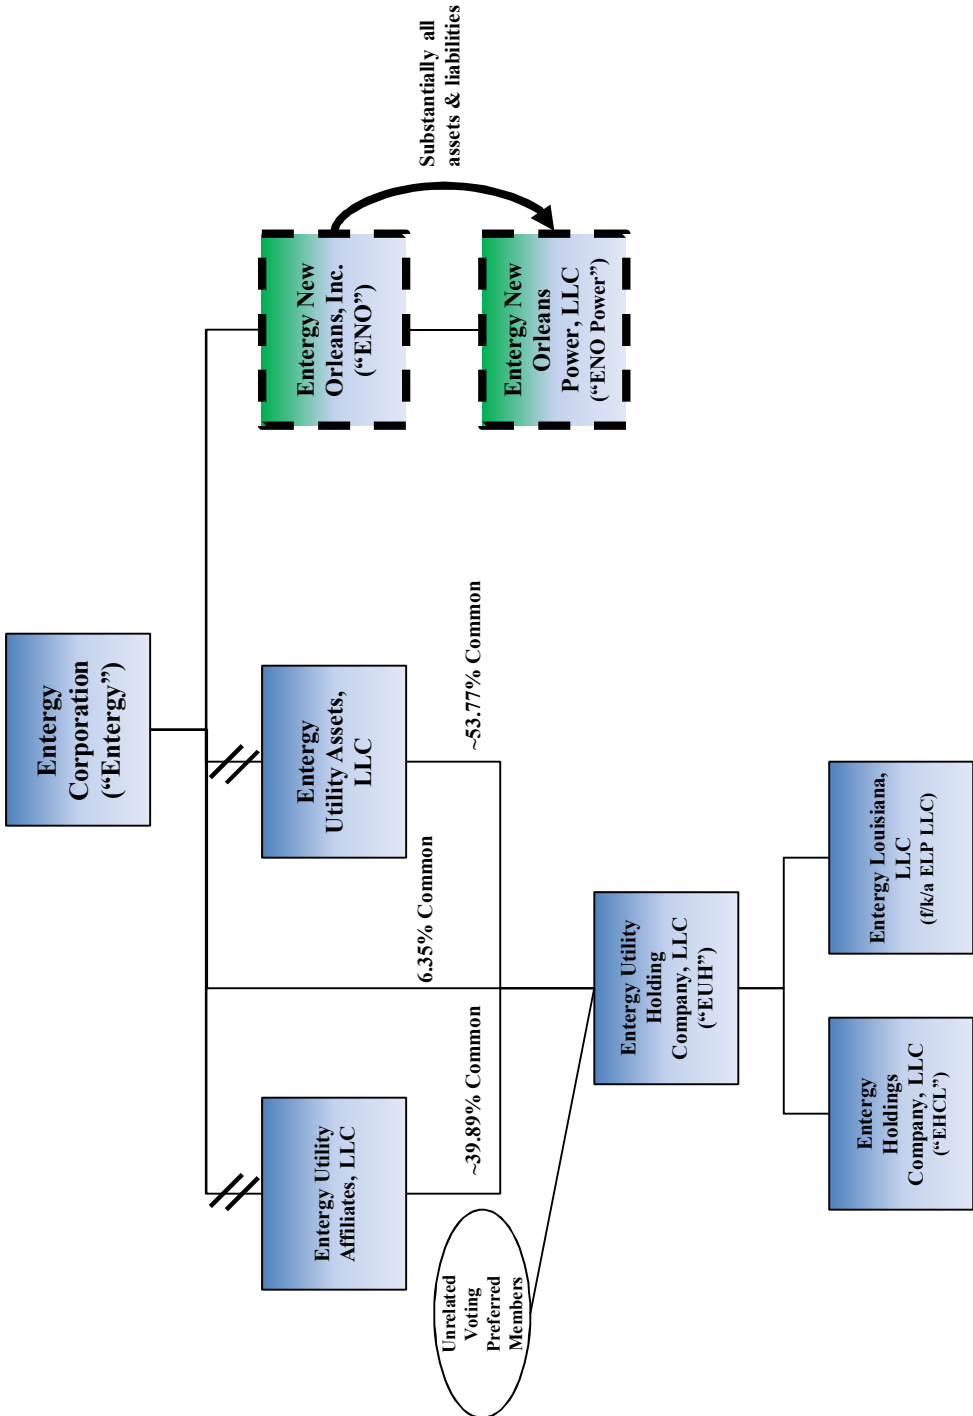 Entergy
Corporation
(“Entergy”)
Entergy Utility
Affiliates, LLC
Entergy
Utility Assets,
LLC
Entergy New
Orleans, Inc.
(“ENO”)
Substantially all
assets & liabilities
Unrelated
Voting
Preferred
Members
~39.89% Common
6.35% Common
~53.77% Common
Entergy New
Orleans
Power, LLC
(“ENO Power”)
Entergy Utility
Holding
Company, LLC
(“EUH”)
Entergy
Holdings
Company, LLC
(“EHCL”)
Entergy Louisiana,
LLC
(f/k/a ELP LLC)